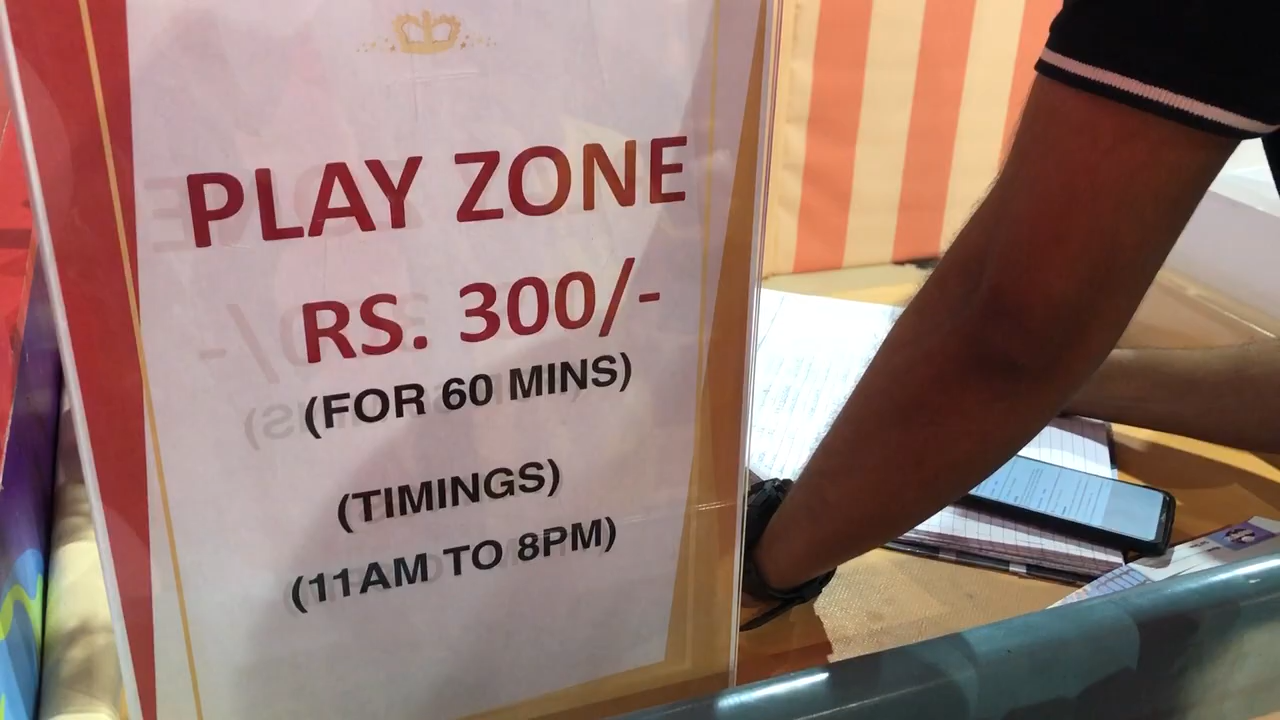 PLAY ZONE
RS. 300/-
(FOR 60 MINS)
(TIMINGS)
(11AM TO 8PM)